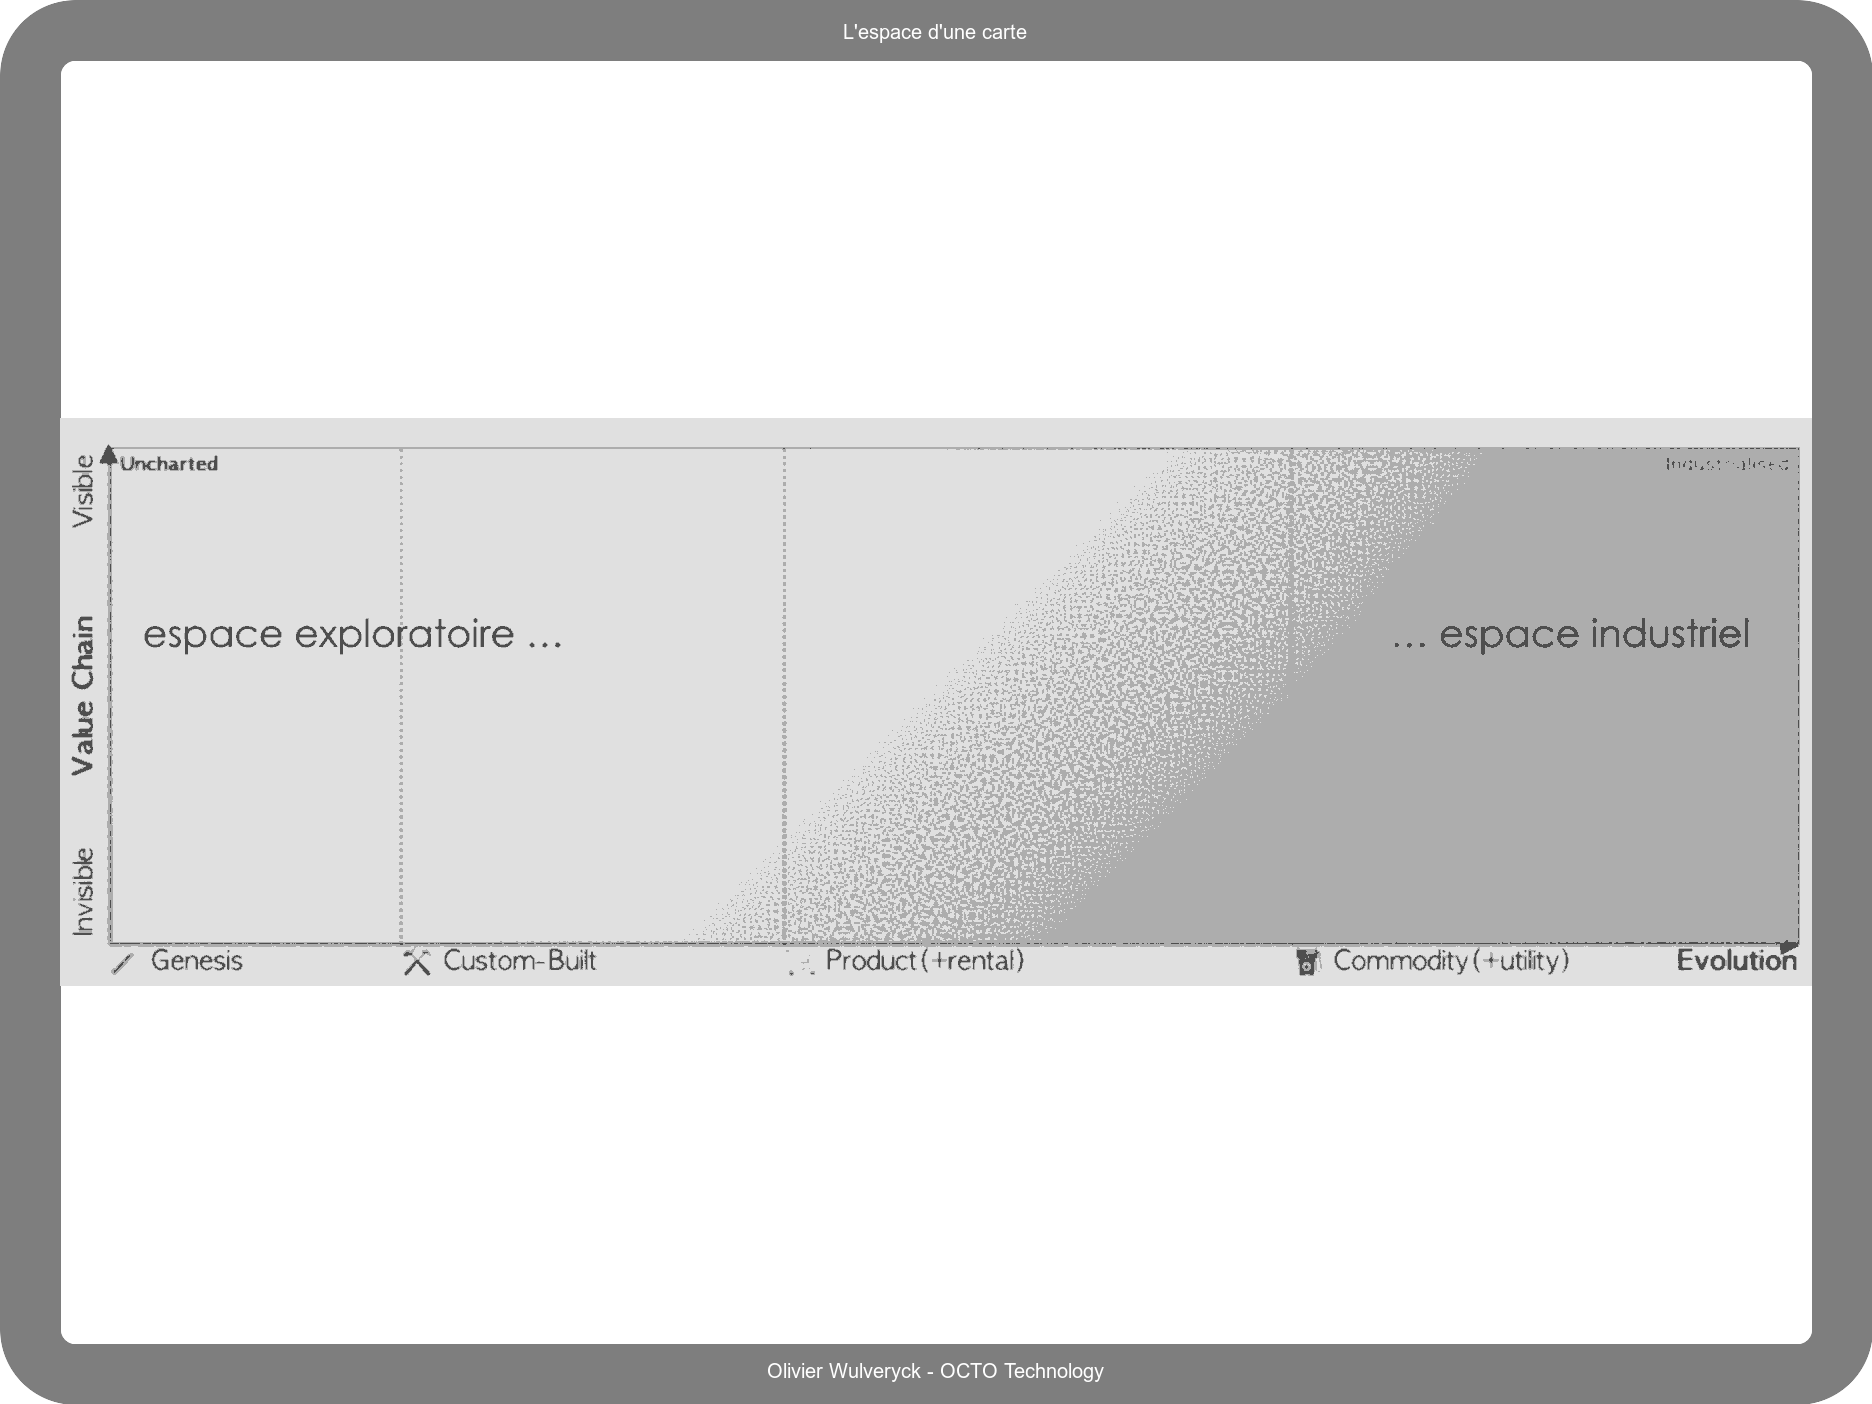 L'espace d'une carte
Visible
Value Chain
Invisible
Uncharted
Industrialised
espace exploratoire ...
... espace industriel
Genesis
Custom-Built
Product (+rental)
Commodity (+utility)
Evolution
Olivier Wulveryck - OCTO Technology